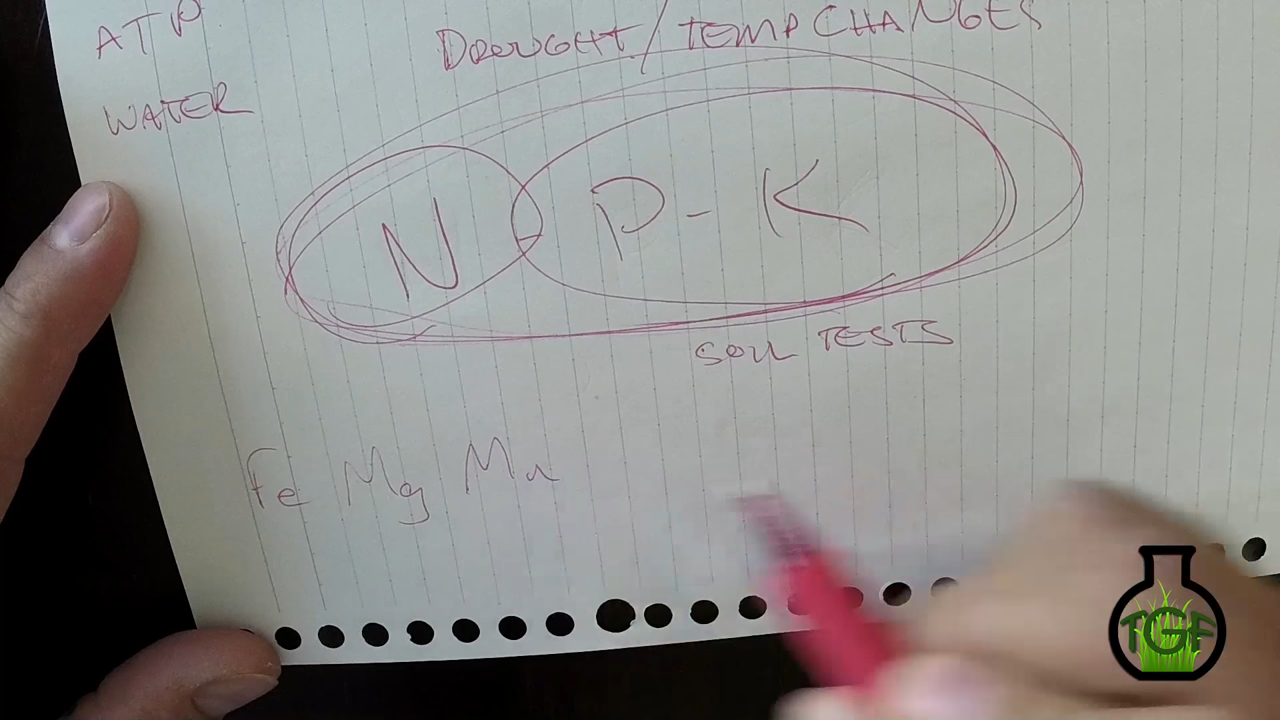 ATP
DROUGHT/TEMP CHANGES
WATER
N P-K
SOIL TESTS
Fe Mg Mn
TGF